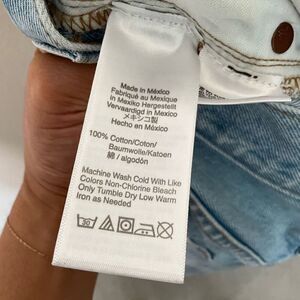 Made in México
Fabriqué au Mexique
In Mexiko Hergestellt
Vervaardigd in Mexico
メキシコ製
Hecho en México
100% Cotton/Coton/
Baumwolle/Katoen
綿 / algodón
Machine Wash Cold With Like
Colors Non-Chlorine Bleach
Only Tumble Dry Low Warm
Iron as Needed
30